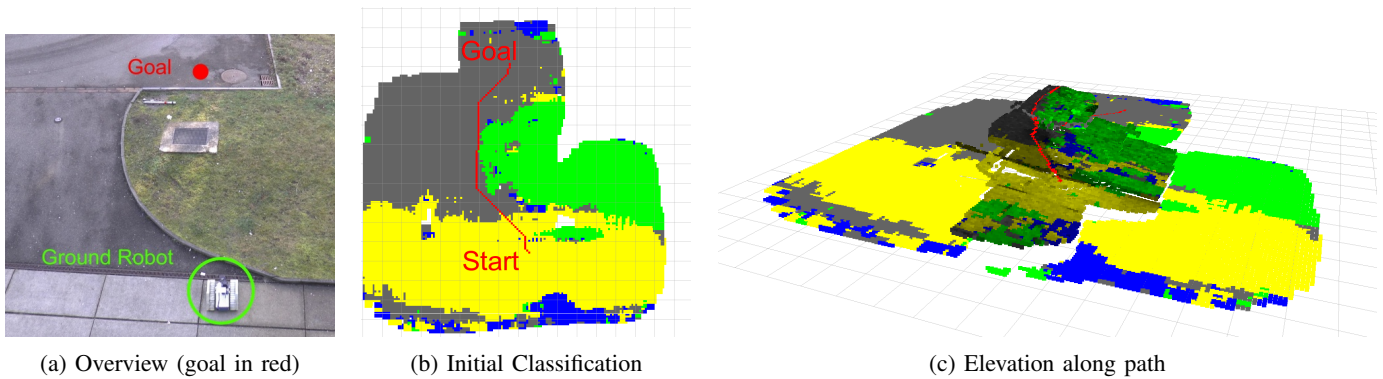 Goal
Ground Robot
Goal
Start
(a) Overview (goal in red)
(b) Initial Classification
(c) Elevation along path